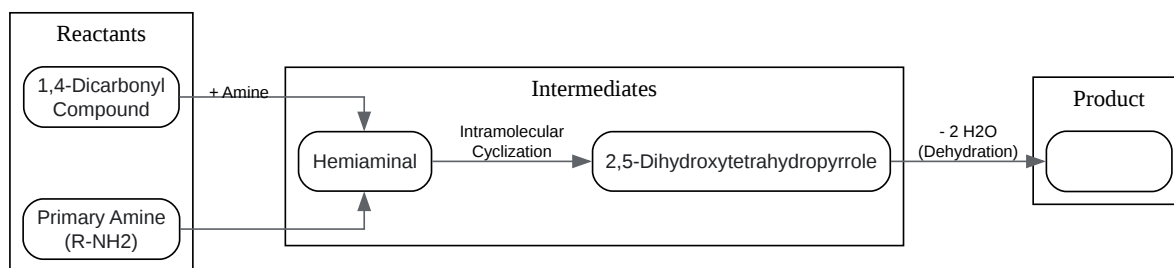 Reactants
1,4-Dicarbonyl
Compound
+ Amine
Primary Amine
(R-NH2)
Intermediates
Hemiaminal
Intramolecular
Cyclization
2,5-Dihydroxytetrahydropyrrole
- 2 H2O
(Dehydration)
Product